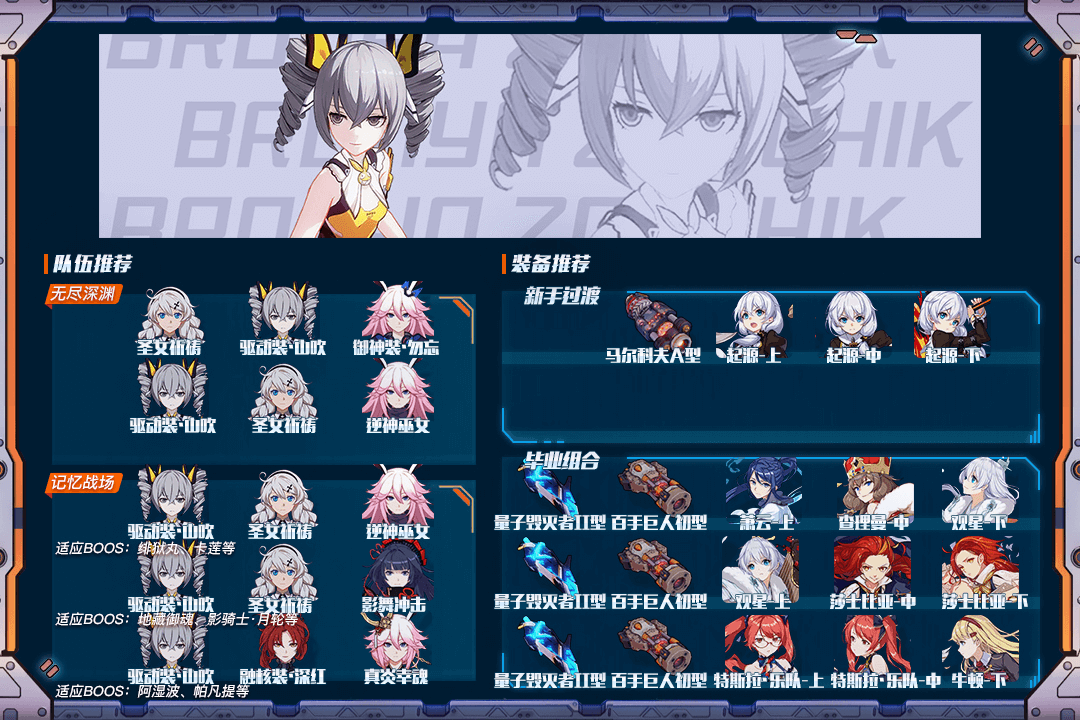 队伍推荐
无尽深渊
圣女祈祷 驱动装·山吹 御神装·勿忘
驱动装·山吹 圣女祈祷 逆神巫女
记忆战场
驱动装·山吹 圣女祈祷 逆神巫女
适应BOOS：绯狱丸、卡莲等
驱动装·山吹 圣女祈祷 影舞冲击
适应BOOS：地藏御魂、影骑士·月轮等
驱动装·山吹 融核装·深红 真炎幸魂
适应BOOS：阿湿波、帕凡提等
装备推荐
新手过渡
马尔科夫A型 起源-上 起源-中 起源-下
毕业组合
量子毁灭者II型 百手巨人初型 萧云-上 查理曼-中 观星-下
量子毁灭者II型 百手巨人初型 观星-上 莎士比亚-中 莎士比亚-下
量子毁灭者II型 百手巨人初型 特斯拉·乐队-上 特斯拉·乐队-中 牛顿-下